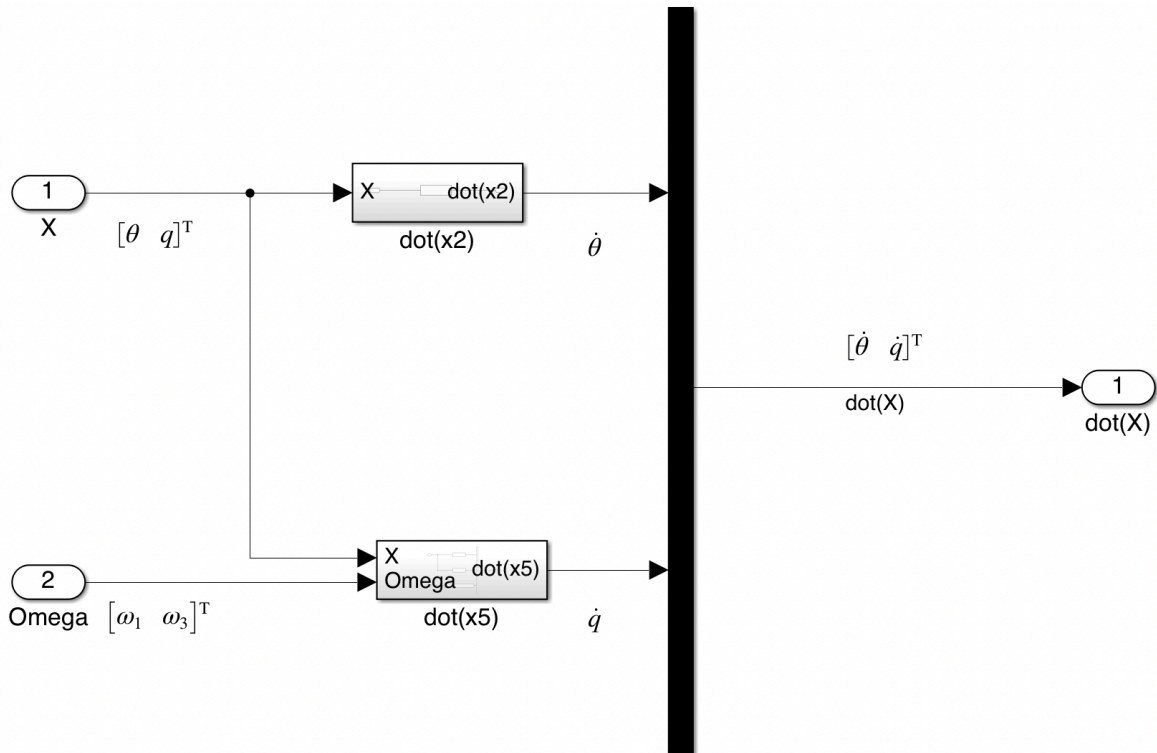 1
X
[θ q]ᵀ
X dot(x2)
dot(x2)
θ̇
[θ̇ q̇]ᵀ
dot(X)
1
dot(X)
2
Omega
[ω₁ ω₃]ᵀ
X
Omega
dot(x5)
dot(x5)
q̇